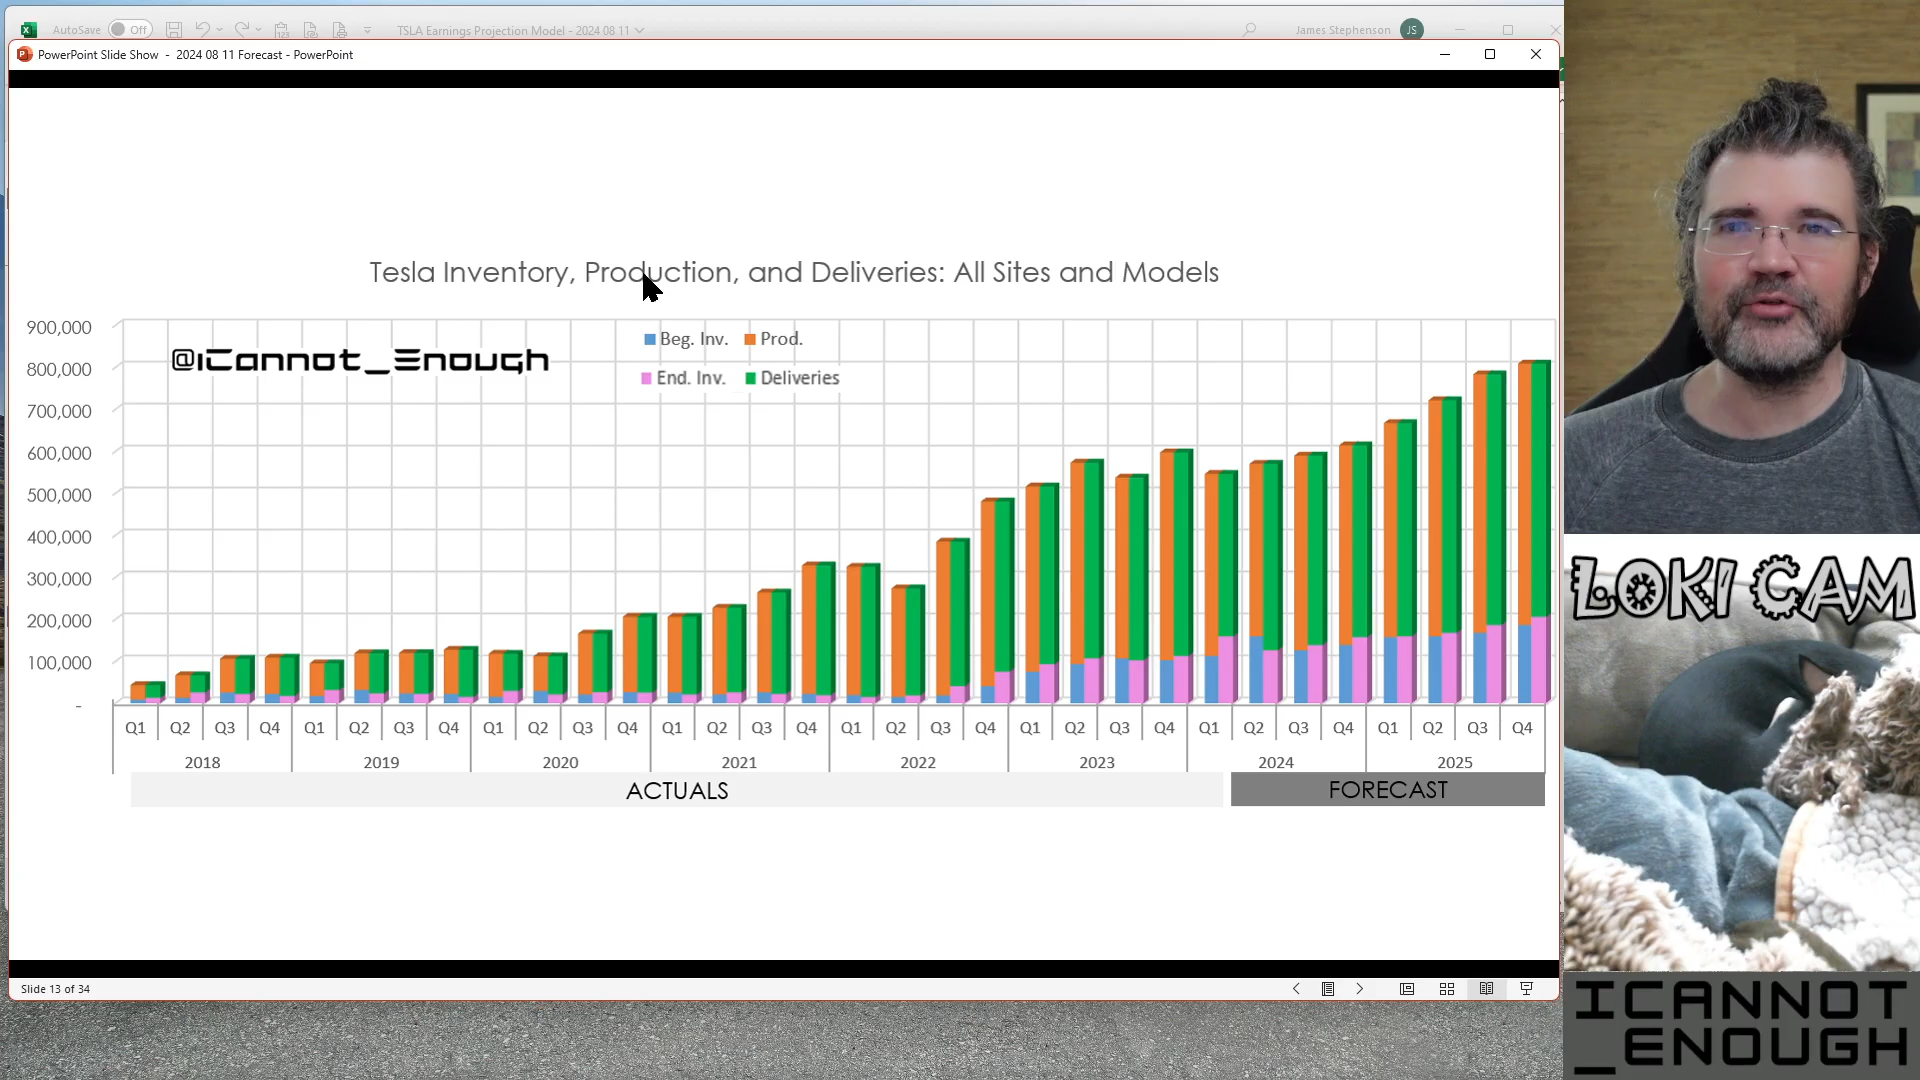 AutoSave Off TSLA Earnings Projection Model - 2024 08 11 James Stephenson JS
PowerPoint Slide Show - 2024 08 11 Forecast - PowerPoint
Tesla Inventory, Production, and Deliveries: All Sites and Models
@iCannot_Enough
Beg. Inv. Prod.
End. Inv. Deliveries
900,000
800,000
700,000
600,000
500,000
400,000
300,000
200,000
100,000
-
Q1 Q2 Q3 Q4 Q1 Q2 Q3 Q4 Q1 Q2 Q3 Q4 Q1 Q2 Q3 Q4 Q1 Q2 Q3 Q4 Q1 Q2 Q3 Q4 Q1 Q2 Q3 Q4 Q1 Q2 Q3 Q4
2018 2019 2020 2021 2022 2023 2024 2025
ACTUALS FORECAST
Slide 13 of 34
LOKI CAM
ICANNOT
_ENOUGH